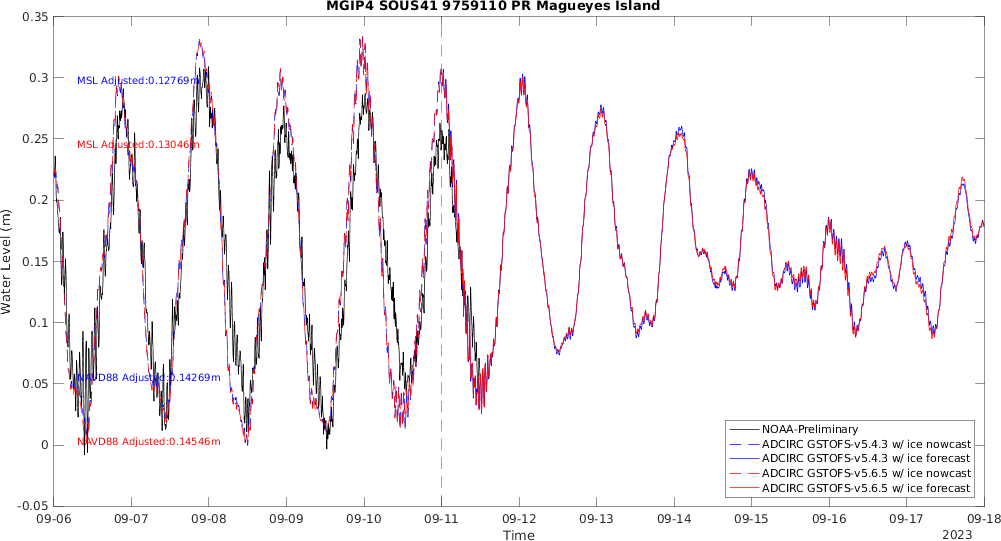 MGIP4 SOUS41 9759110 PR Magueyes Island
0.35
0.3
0.25
0.2
0.15
0.1
0.05
0
-0.05
Water Level (m)
MSL Adjusted:0.12769m
MSL Adjusted:0.13046m
NAVD88 Adjusted:0.14269m
NAVD88 Adjusted:0.14546m
NOAA-Preliminary
ADCIRC GSTOFS-v5.4.3 w/ ice nowcast
ADCIRC GSTOFS-v5.4.3 w/ ice forecast
ADCIRC GSTOFS-v5.6.5 w/ ice nowcast
ADCIRC GSTOFS-v5.6.5 w/ ice forecast
09-06 09-07 09-08 09-09 09-10 09-11 09-12 09-13 09-14 09-15 09-16 09-17 09-18
Time
2023